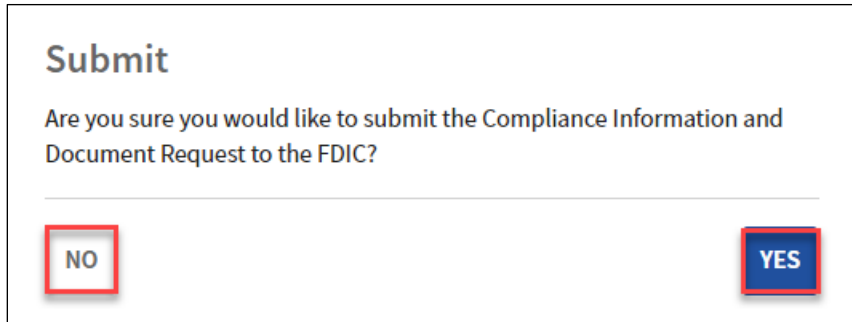 Submit
Are you sure you would like to submit the Compliance Information and
Document Request to the FDIC?
NO
YES